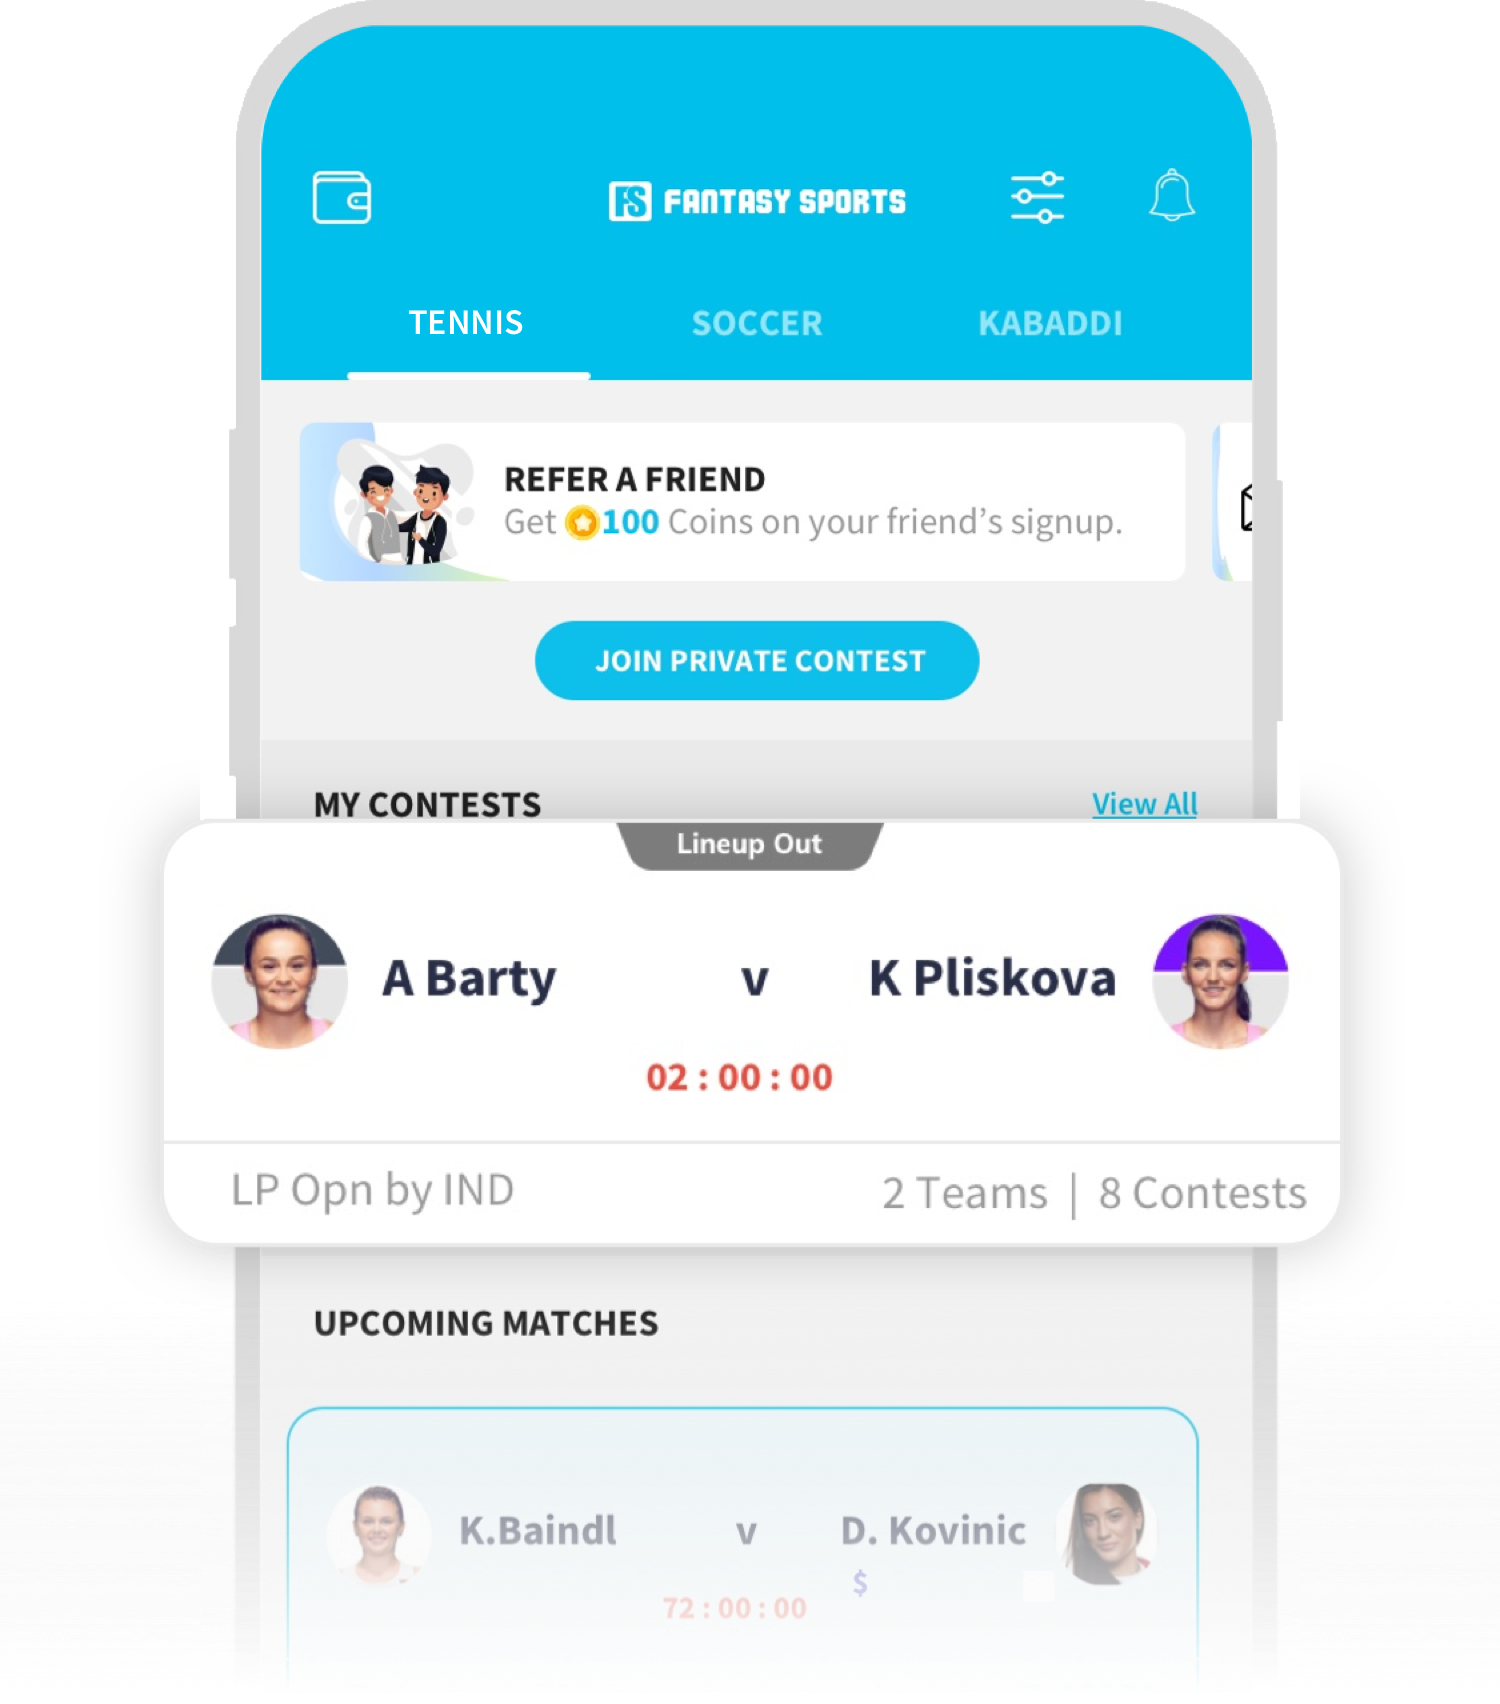 FS FANTASY SPORTS
TENNIS SOCCER KABADDI
REFER A FRIEND
Get 100 Coins on your friend's signup.
JOIN PRIVATE CONTEST
MY CONTESTS View All
Lineup Out
A Barty v K Pliskova
02 : 00 : 00
LP Opn by IND 2 Teams | 8 Contests
UPCOMING MATCHES
K.Baindl v D. Kovinic
$
72 : 00 : 00